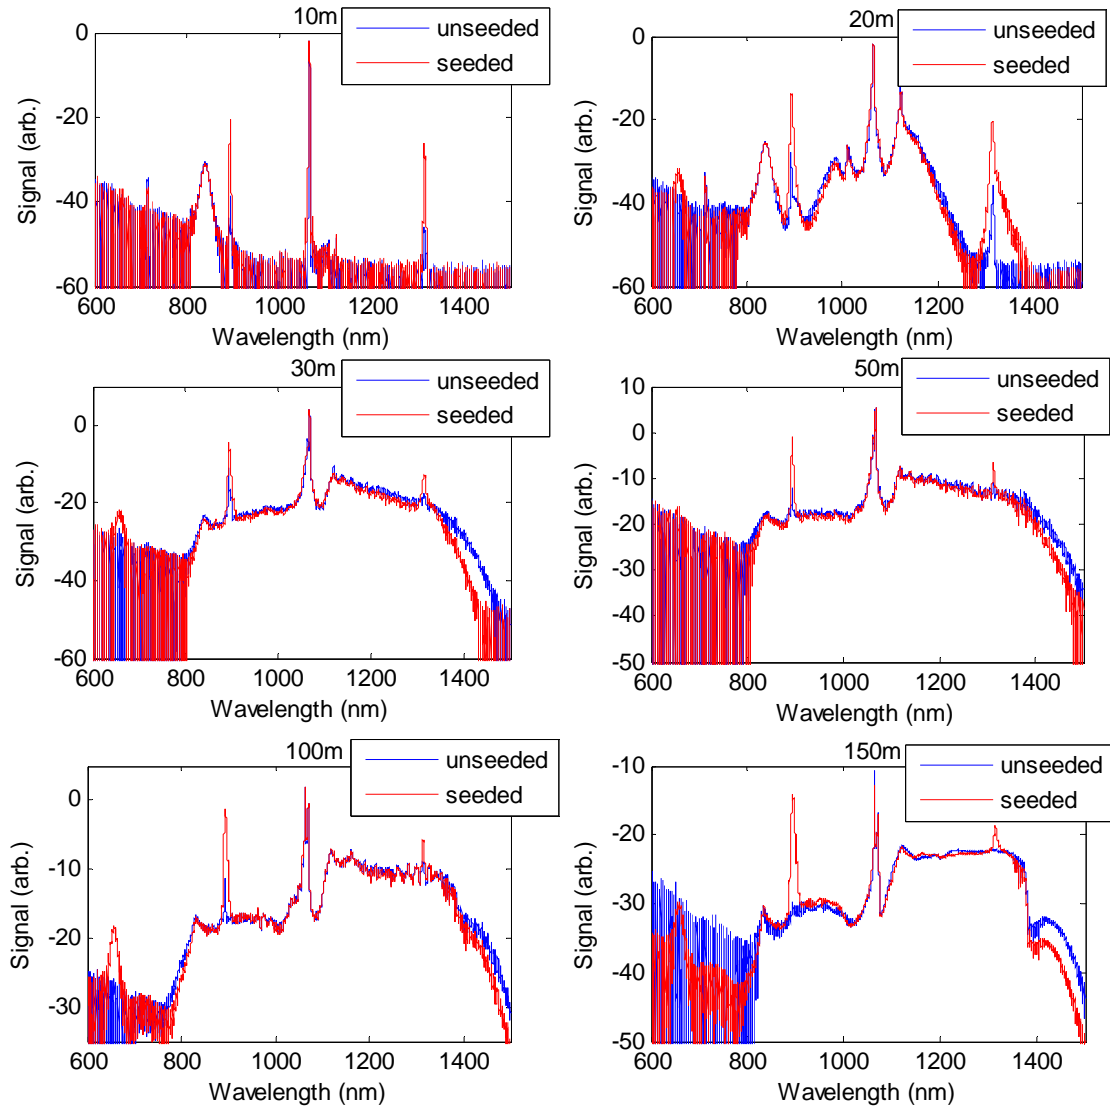 10m
unseeded
seeded
0
-20
-40
-60
Signal (arb.)
600 800 1000 1200 1400
Wavelength (nm)
20m
unseeded
seeded
0
-20
-40
-60
Signal (arb.)
600 800 1000 1200 1400
Wavelength (nm)
30m
unseeded
seeded
0
-20
-40
-60
Signal (arb.)
600 800 1000 1200 1400
Wavelength (nm)
50m
unseeded
seeded
10
0
-10
-20
-30
-40
-50
Signal (arb.)
600 800 1000 1200 1400
Wavelength (nm)
100m
unseeded
seeded
0
-10
-20
-30
Signal (arb.)
600 800 1000 1200 1400
Wavelength (nm)
150m
unseeded
seeded
-10
-20
-30
-40
-50
Signal (arb.)
600 800 1000 1200 1400
Wavelength (nm)